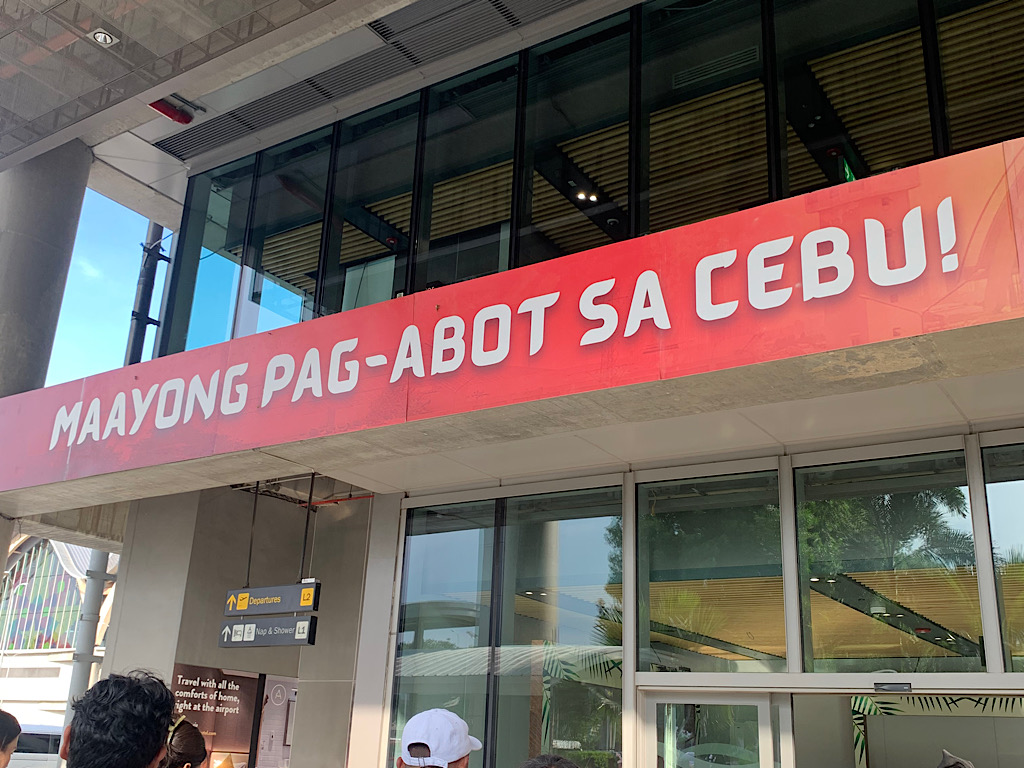 MAAYONG PAG-ABOT SA CEBU!
Departures L2
Nap & Shower L1
Travel with all the
comforts of home,
right at the airport
A